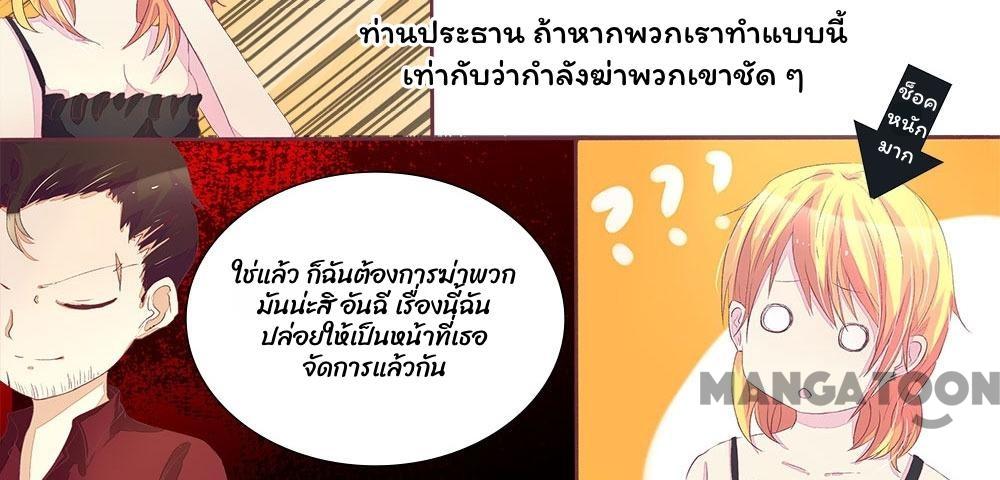 ท่านประธาน ถ้าหากพวกเราทำแบบนี้
เท่ากับว่ากำลังฆ่าพวกเขาชัด ๆ
ช็อค
หนัก
มาก
???
ใช่แล้ว ก็ฉันต้องการฆ่าพวก
มันน่ะสิ อันฉี เรื่องนี้ฉัน
ปล่อยให้เป็นหน้าที่เธอ
จัดการแล้วกัน
MANGATOON